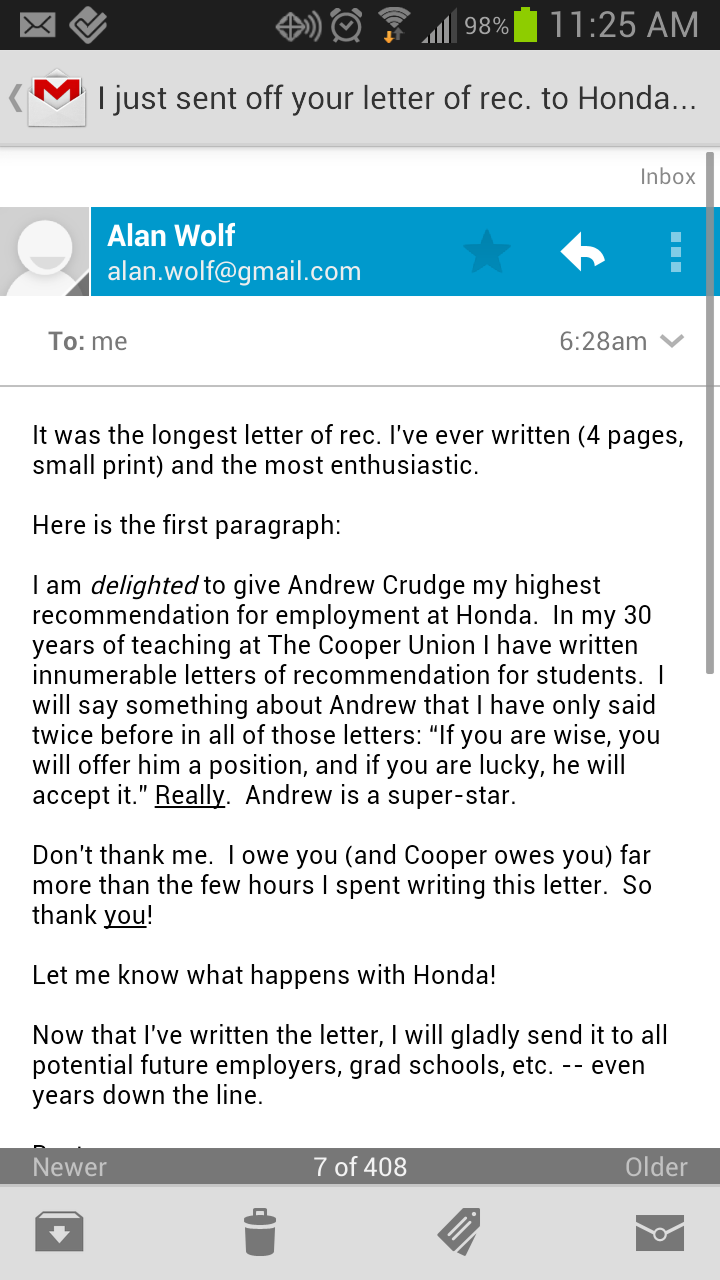 98% 11:25 AM
I just sent off your letter of rec. to Honda...
Inbox
Alan Wolf
alan.wolf@gmail.com
To: me 6:28am
It was the longest letter of rec. I've ever written (4 pages,
small print) and the most enthusiastic.
Here is the first paragraph:
I am delighted to give Andrew Crudge my highest
recommendation for employment at Honda.  In my 30
years of teaching at The Cooper Union I have written
innumerable letters of recommendation for students.  I
will say something about Andrew that I have only said
twice before in all of those letters: “If you are wise, you
will offer him a position, and if you are lucky, he will
accept it.” Really.  Andrew is a super-star.
Don't thank me.  I owe you (and Cooper owes you) far
more than the few hours I spent writing this letter.  So
thank you!
Let me know what happens with Honda!
Now that I've written the letter, I will gladly send it to all
potential future employers, grad schools, etc. -- even
years down the line.
Newer 7 of 408 Older